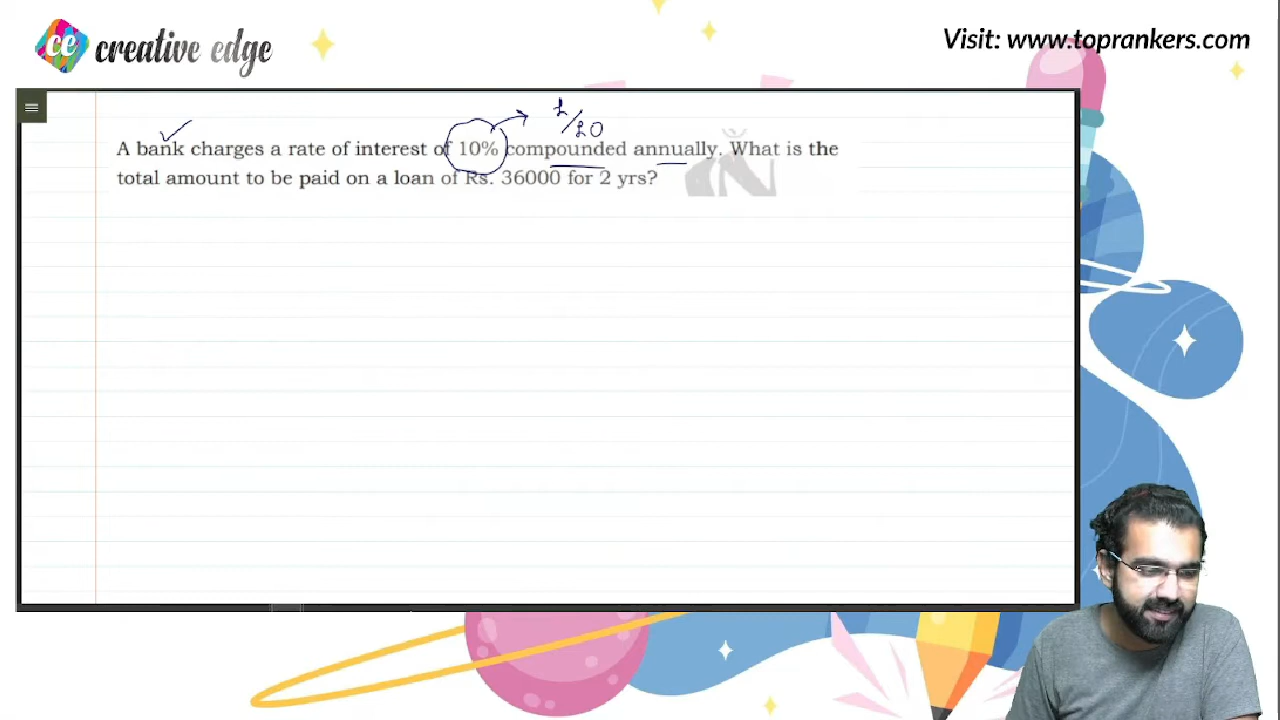 ce creative edge
Visit: www.toprankers.com
1/10
A bank charges a rate of interest of 10% compounded annually. What is the
total amount to be paid on a loan of Rs. 36000 for 2 yrs?